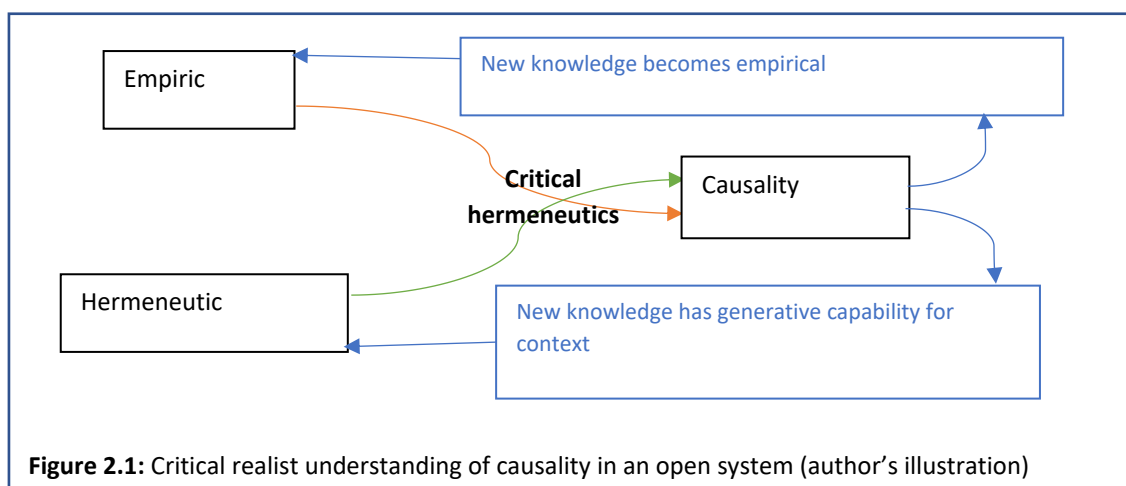 Empiric
New knowledge becomes empirical
Critical
hermeneutics
Causality
Hermeneutic
New knowledge has generative capability for
context
Figure 2.1: Critical realist understanding of causality in an open system (author’s illustration)